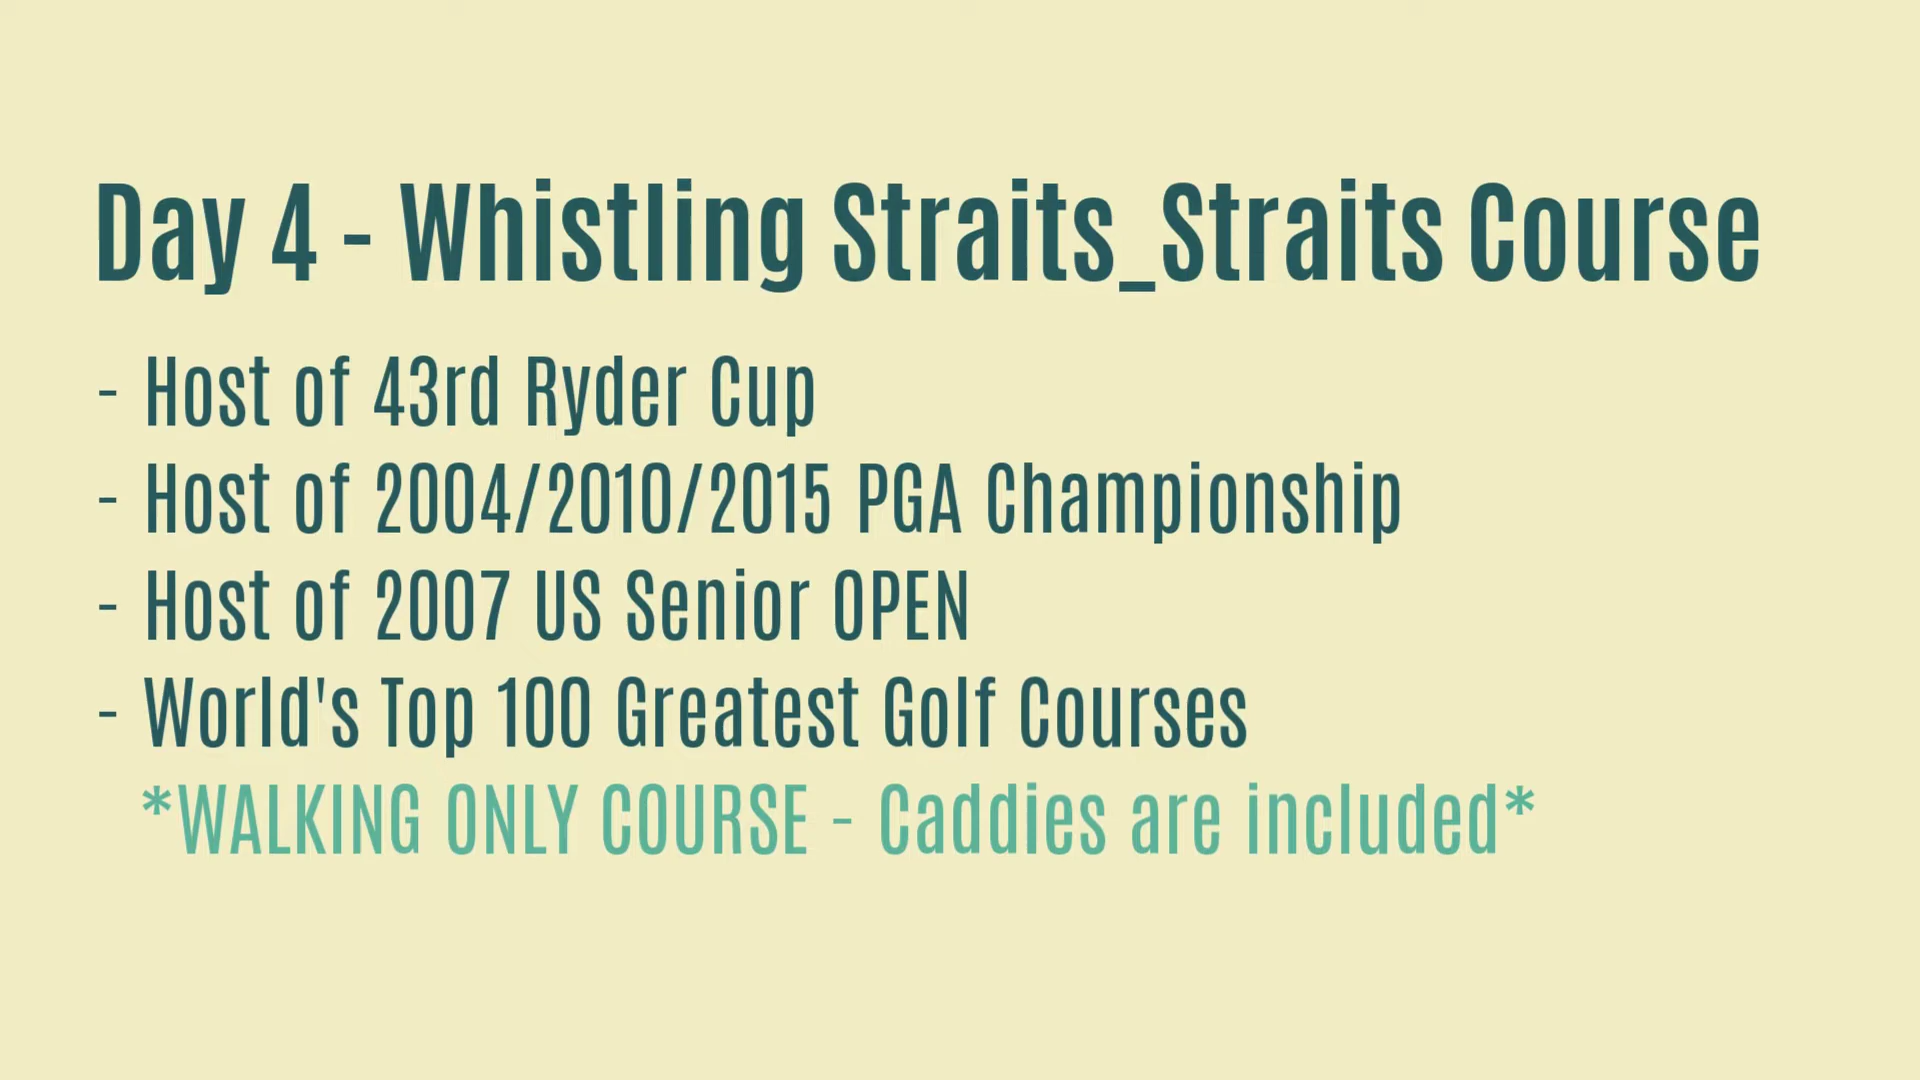 Day 4 - Whistling Straits_Straits Course
- Host of 43rd Ryder Cup
- Host of 2004/2010/2015 PGA Championship
- Host of 2007 US Senior OPEN
- World's Top 100 Greatest Golf Courses
*WALKING ONLY COURSE - Caddies are included*